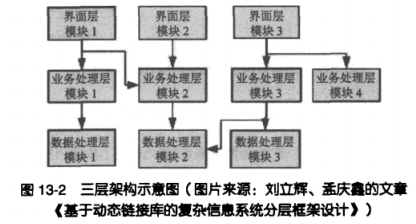 界面层
模块 1
界面层
模块 2
界面层
模块 3
业务处理层
模块 1
业务处理层
模块 2
业务处理层
模块 3
业务处理层
模块 4
数据处理层
模块 1
数据处理层
模块 2
数据处理层
模块 3
图 13-2 三层架构示意图（图片来源：刘立辉、孟庆鑫的文章
《基于动态链接库的复杂信息系统分层框架设计》）